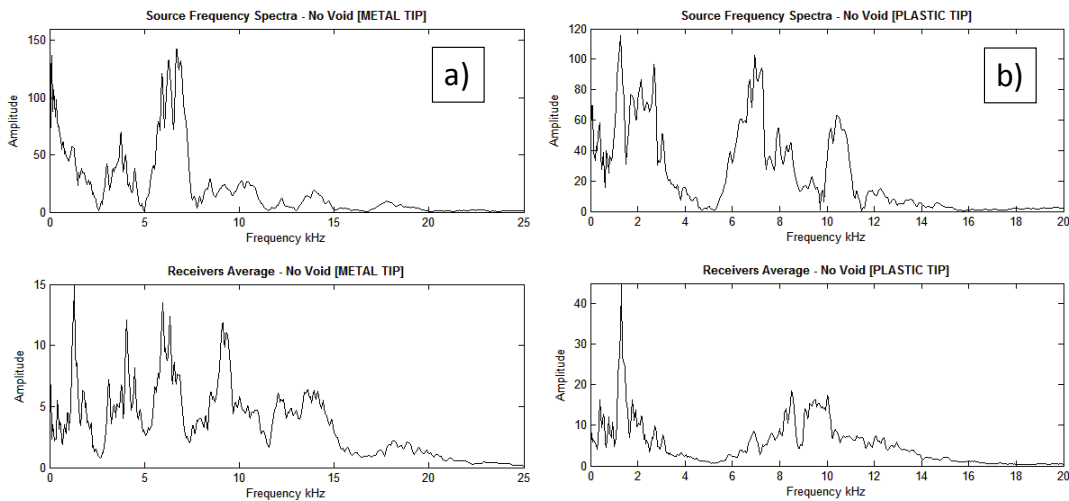 Source Frequency Spectra - No Void [METAL TIP]
a)
150
100
50
0
Amplitude
0 5 10 15 20 25
Frequency kHz
Receivers Average - No Void [METAL TIP]
15
10
5
0
Amplitude
0 5 10 15 20 25
Frequency kHz
Source Frequency Spectra - No Void [PLASTIC TIP]
b)
120
100
80
60
40
20
0
Amplitude
0 2 4 6 8 10 12 14 16 18 20
Frequency kHz
Receivers Average - No Void [PLASTIC TIP]
40
30
20
10
0
Amplitude
0 2 4 6 8 10 12 14 16 18 20
Frequency kHz